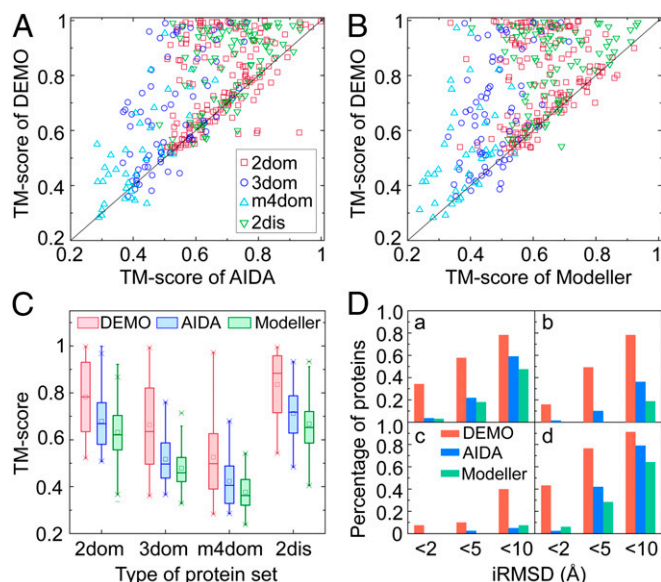 A
TM-score of DEMO
1
0.8
0.6
0.4
0.2
0.2 0.4 0.6 0.8 1
TM-score of AIDA
2dom
3dom
m4dom
2dis
B
TM-score of DEMO
1
0.8
0.6
0.4
0.2
0.2 0.4 0.6 0.8 1
TM-score of Modeller
C
DEMO AIDA Modeller
TM-score
1
0.8
0.6
0.4
0.2
2dom 3dom m4dom 2dis
Type of protein set
D
Percentage of proteins
1.0
0.8
0.6
0.4
0.2
0.0
0.8
0.6
0.4
0.2
0.0
a
b
c
d
DEMO
AIDA
Modeller
<2 <5 <10 <2 <5 <10
iRMSD (Å)